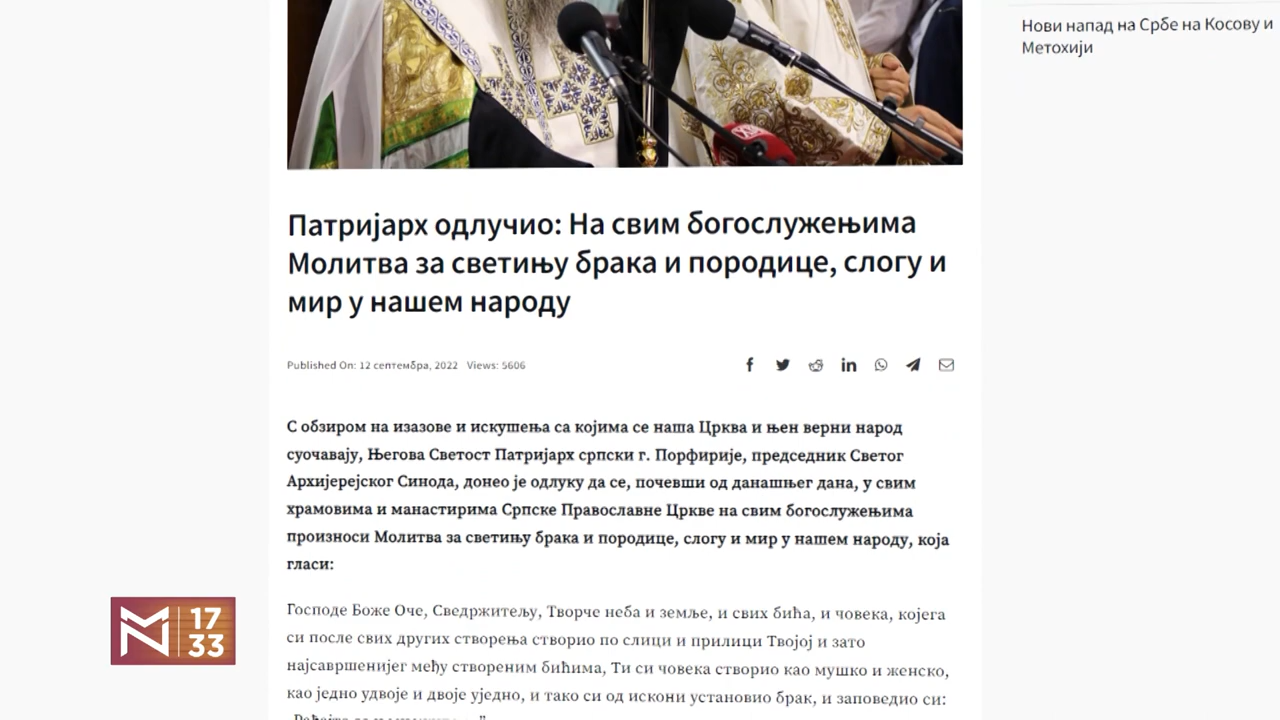 Нови напад на Србе на Косову и
Метохији
Патријарх одлучио: На свим богослужењима
Молитва за светињу брака и породице, слогу и
мир у нашем народу
Published On: 12 септембра, 2022 Views: 5606
С обзиром на изазове и искушења са којима се наша Црква и њен верни народ
суочавају, Његова Светост Патријарх српски г. Порфирије, председник Светог
Архијерејског Синода, донео је одлуку да се, почевши од данашњег дана, у свим
храмовима и манастирима Српске Православне Цркве на свим богослужењима
произноси Молитва за светињу брака и породице, слогу и мир у нашем народу, која
гласи:
Господе Боже Оче, Сведржитељу, Творче неба и земље, и свих бића, и човека, којега
си после свих других створења створио по слици и прилици Твојој и зато
најсавршенијег међу створеним бићима, Ти си човека створио као мушко и женско,
као једно удвоје и двоје уједно, и тако си од искони установио брак, и заповедио си:
17
33